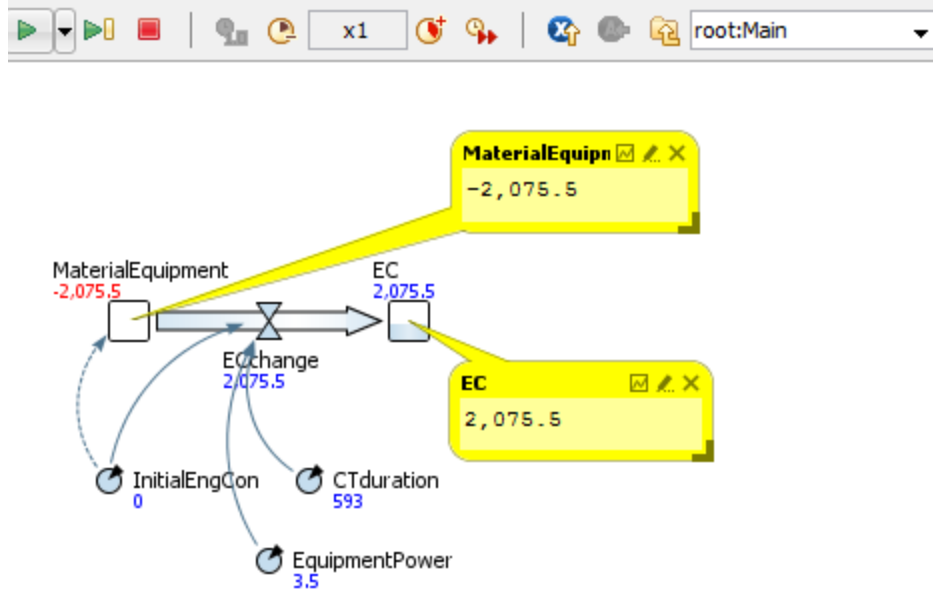 x1
root:Main
MaterialEquipm
-2,075.5
MaterialEquipment
-2,075.5
EC
2,075.5
ECchange
2,075.5
EC
2,075.5
InitialEngCon
0
CTduration
593
EquipmentPower
3.5